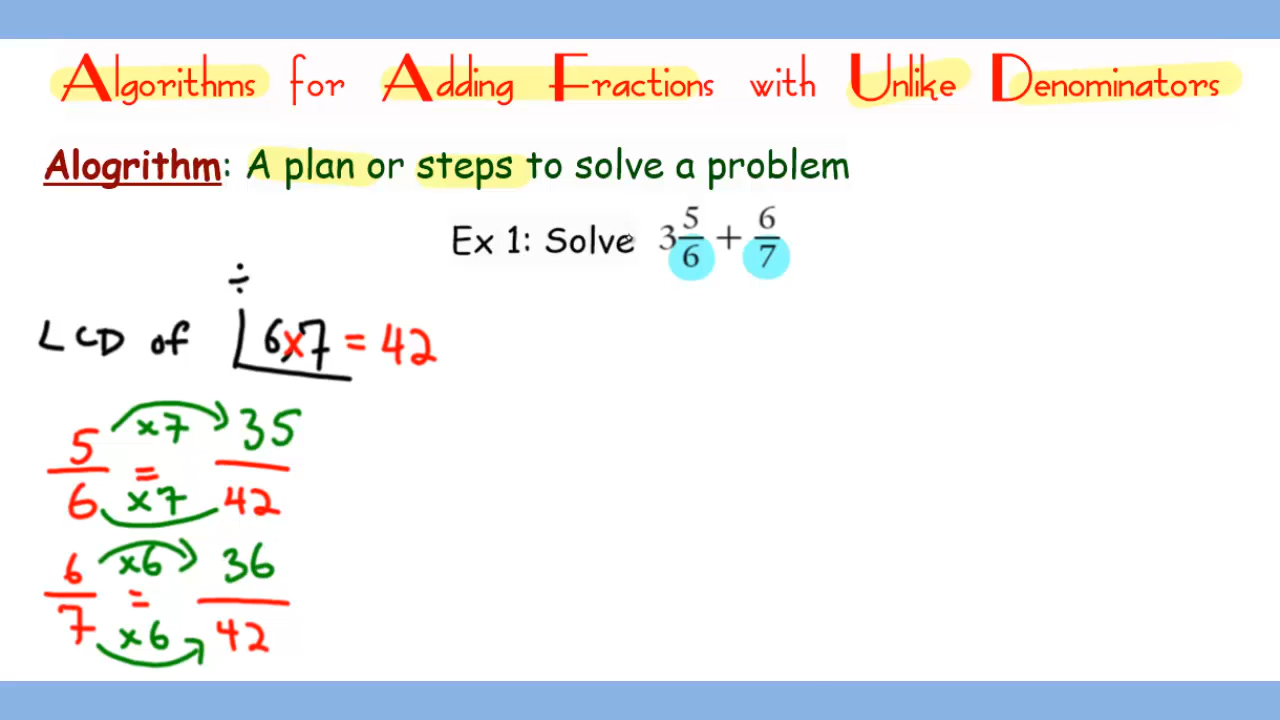 Algorithms for Adding Fractions with Unlike Denominators
Alogrithm: A plan or steps to solve a problem
Ex 1: Solve 3 5/6 + 6/7
÷
LCD of 6x7 = 42
5/6 = 35/42
x7
x7
6/7 = 36/42
x6
x6